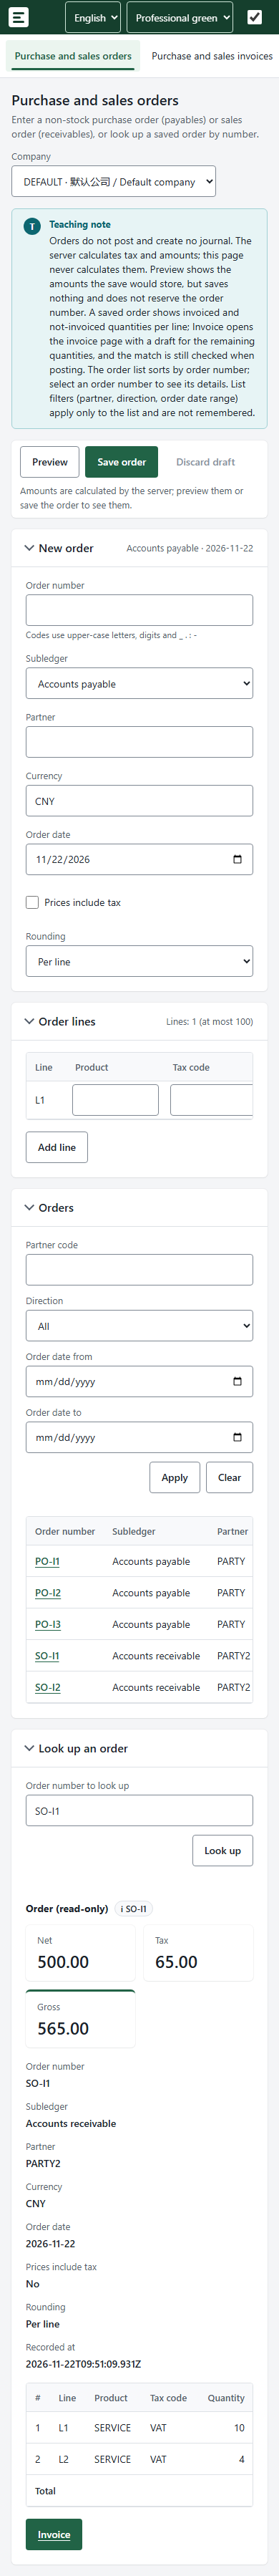 English
Professional green
Purchase and sales orders
Purchase and sales invoices
Purchase and sales orders
Enter a non-stock purchase order (payables) or sales
order (receivables), or look up a saved order by number.
Company
DEFAULT · 默认公司 / Default company
T
Teaching note
Orders do not post and create no journal. The
server calculates tax and amounts; this page
never calculates them. Preview shows the
amounts the save would store, but saves
nothing and does not reserve the order
number. A saved order shows invoiced and
not-invoiced quantities per line; Invoice opens
the invoice page with a draft for the remaining
quantities, and the match is still checked when
posting. The order list sorts by order number;
select an order number to see its details. List
filters (partner, direction, order date range)
apply only to the list and are not remembered.
Preview
Save order
Discard draft
Amounts are calculated by the server; preview them or
save the order to see them.
New order
Accounts payable · 2026-11-22
Order number
Codes use upper-case letters, digits and _ . : -
Subledger
Accounts payable
Partner
Currency
CNY
Order date
11/22/2026
Prices include tax
Rounding
Per line
Order lines
Lines: 1 (at most 100)
Line Product Tax code
L1
Add line
Orders
Partner code
Direction
All
Order date from
mm/dd/yyyy
Order date to
mm/dd/yyyy
Apply
Clear
Order number Subledger Partner
PO-I1 Accounts payable PARTY
PO-I2 Accounts payable PARTY
PO-I3 Accounts payable PARTY
SO-I1 Accounts receivable PARTY2
SO-I2 Accounts receivable PARTY2
Look up an order
Order number to look up
SO-I1
Look up
Order (read-only)
i SO-I1
Net
500.00
Tax
65.00
Gross
565.00
Order number
SO-I1
Subledger
Accounts receivable
Partner
PARTY2
Currency
CNY
Order date
2026-11-22
Prices include tax
No
Rounding
Per line
Recorded at
2026-11-22T09:51:09.931Z
# Line Product Tax code Quantity
1 L1 SERVICE VAT 10
2 L2 SERVICE VAT 4
Total
Invoice